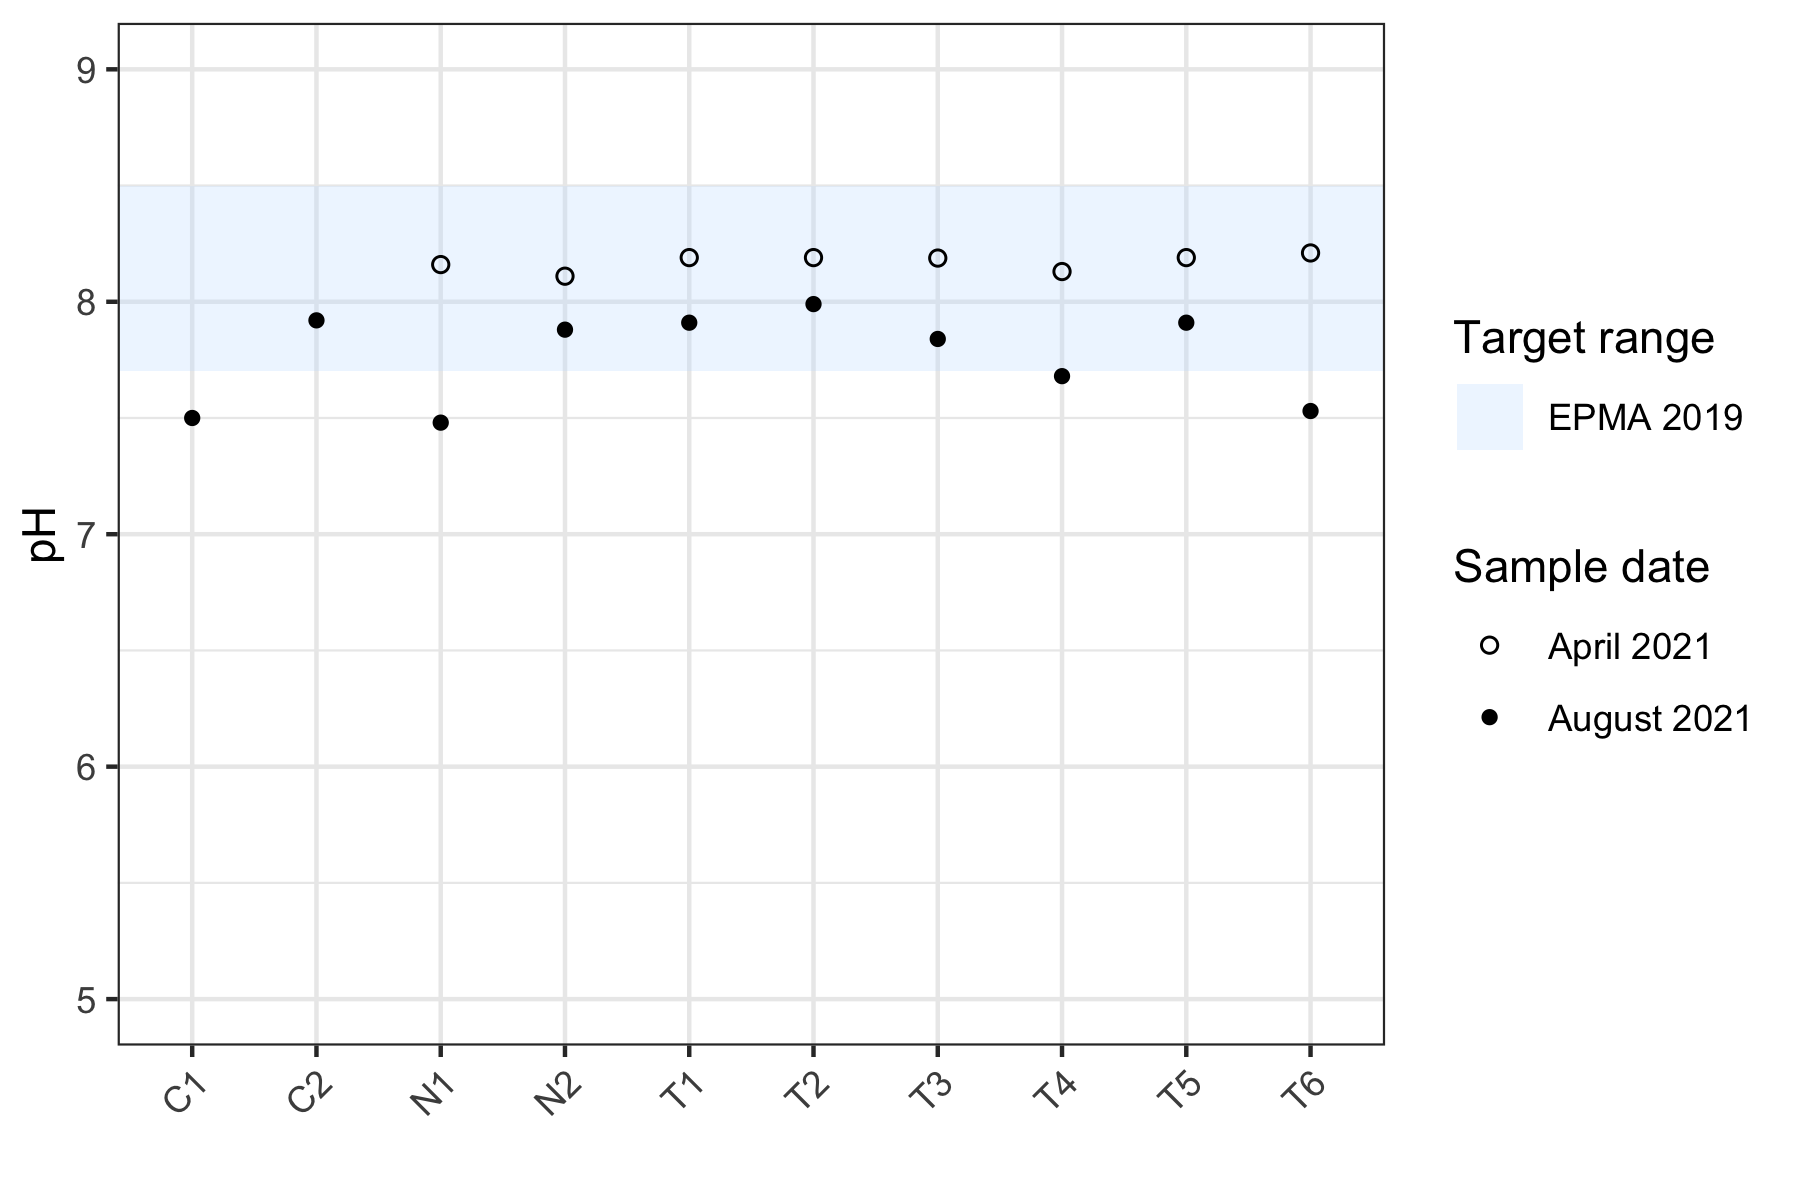 9
8
7
6
5
pH
C1
C2
N1
N2
T1
T2
T3
T4
T5
T6
Target range
EPMA 2019
Sample date
April 2021
August 2021